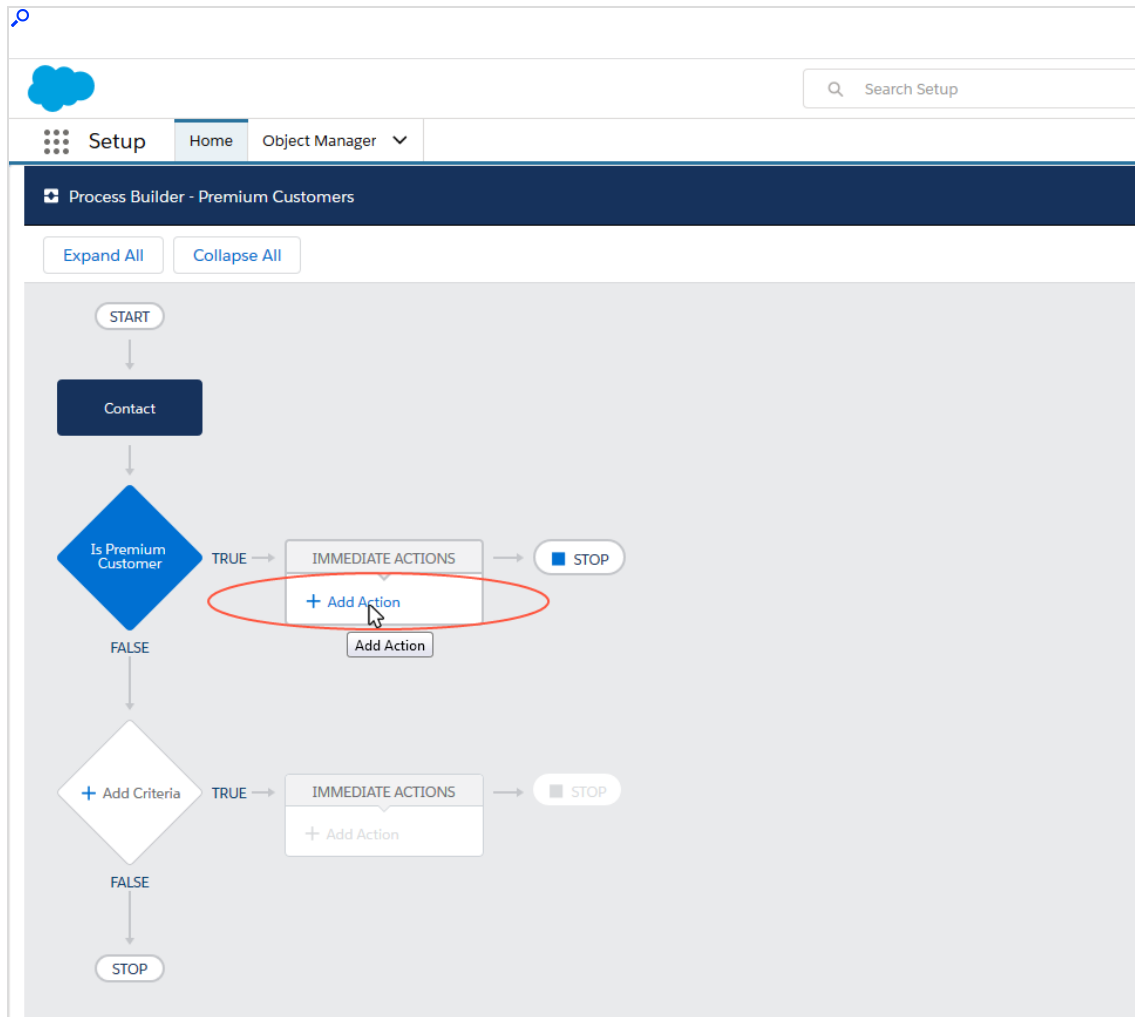 Search Setup
Setup
Home
Object Manager
Process Builder - Premium Customers
Expand All
Collapse All
START
Contact
Is Premium
Customer
TRUE
IMMEDIATE ACTIONS
STOP
+ Add Action
Add Action
FALSE
+ Add Criteria
TRUE
IMMEDIATE ACTIONS
STOP
+ Add Action
FALSE
STOP